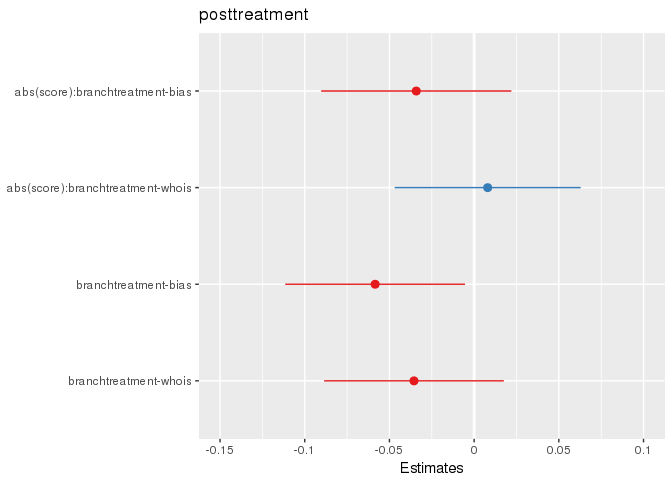 posttreatment
abs(score):branchtreatment-bias
abs(score):branchtreatment-whois
branchtreatment-bias
branchtreatment-whois
-0.15 -0.1 -0.05 0 0.05 0.1
Estimates